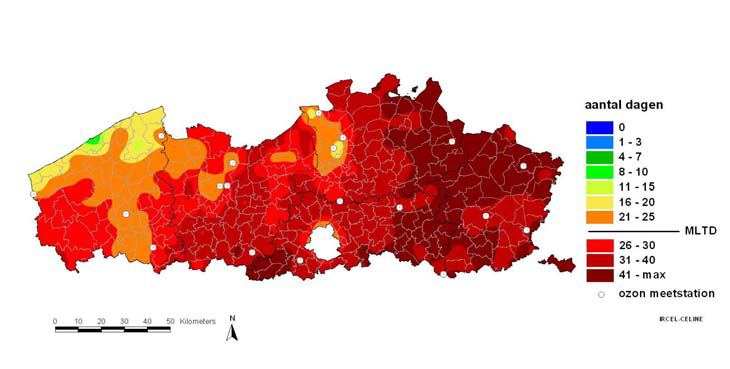 aantal dagen
0
1 - 3
4 - 7
8 - 10
11 - 15
16 - 20
21 - 25
MLTD
26 - 30
31 - 40
41 - max
ozon meetstation
IRCEL-CELINE
N
0 10 20 30 40 50 Kilometers